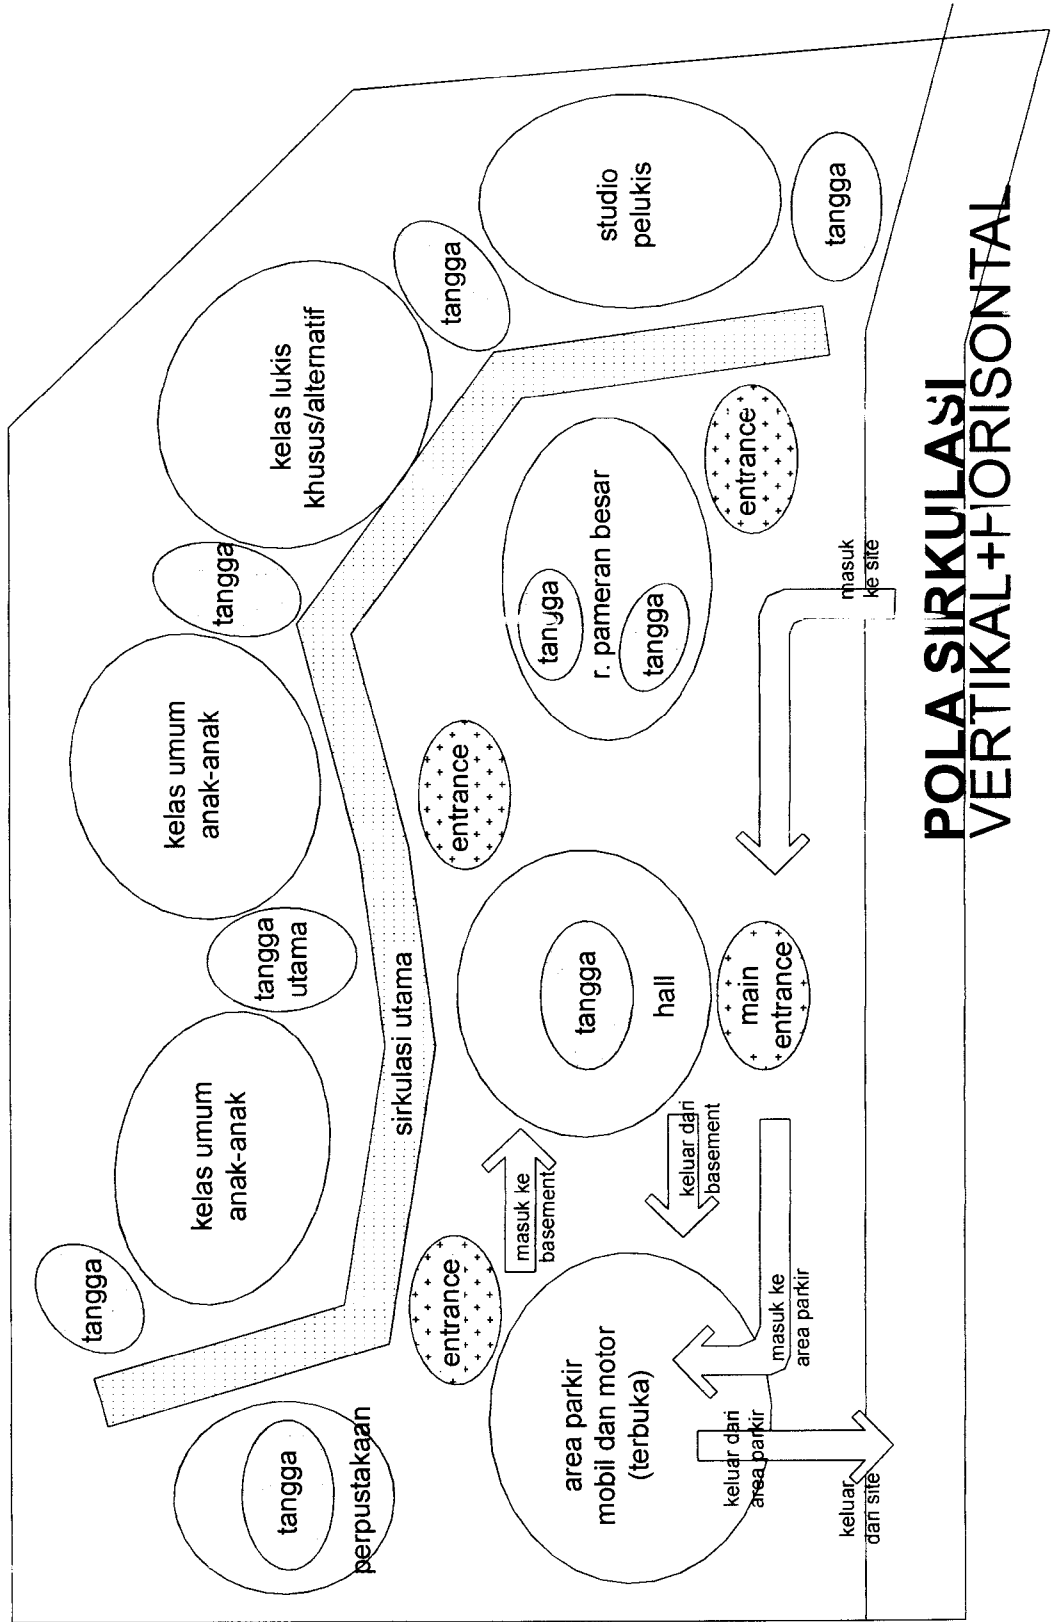 tangga
kelas umum
anak-anak
tangga
utama
kelas umum
anak-anak
tangga
kelas lukis
khusus/alternatif
tangga
studio
pelukis
tangga
perpustakaan
tangga
sirkulasi utama
entrance
entrance
entrance
masuk ke
basement
keluar dari
basement
tangga
hall
main
entrance
r. pameran besar
tangga
tangga
area parkir
mobil dan motor
(terbuka)
masuk ke
area parkir
keluar dari
area parkir
keluar
dari site
masuk
ke site
POLA SIRKULASI
VERTIKAL+HORISONTAL